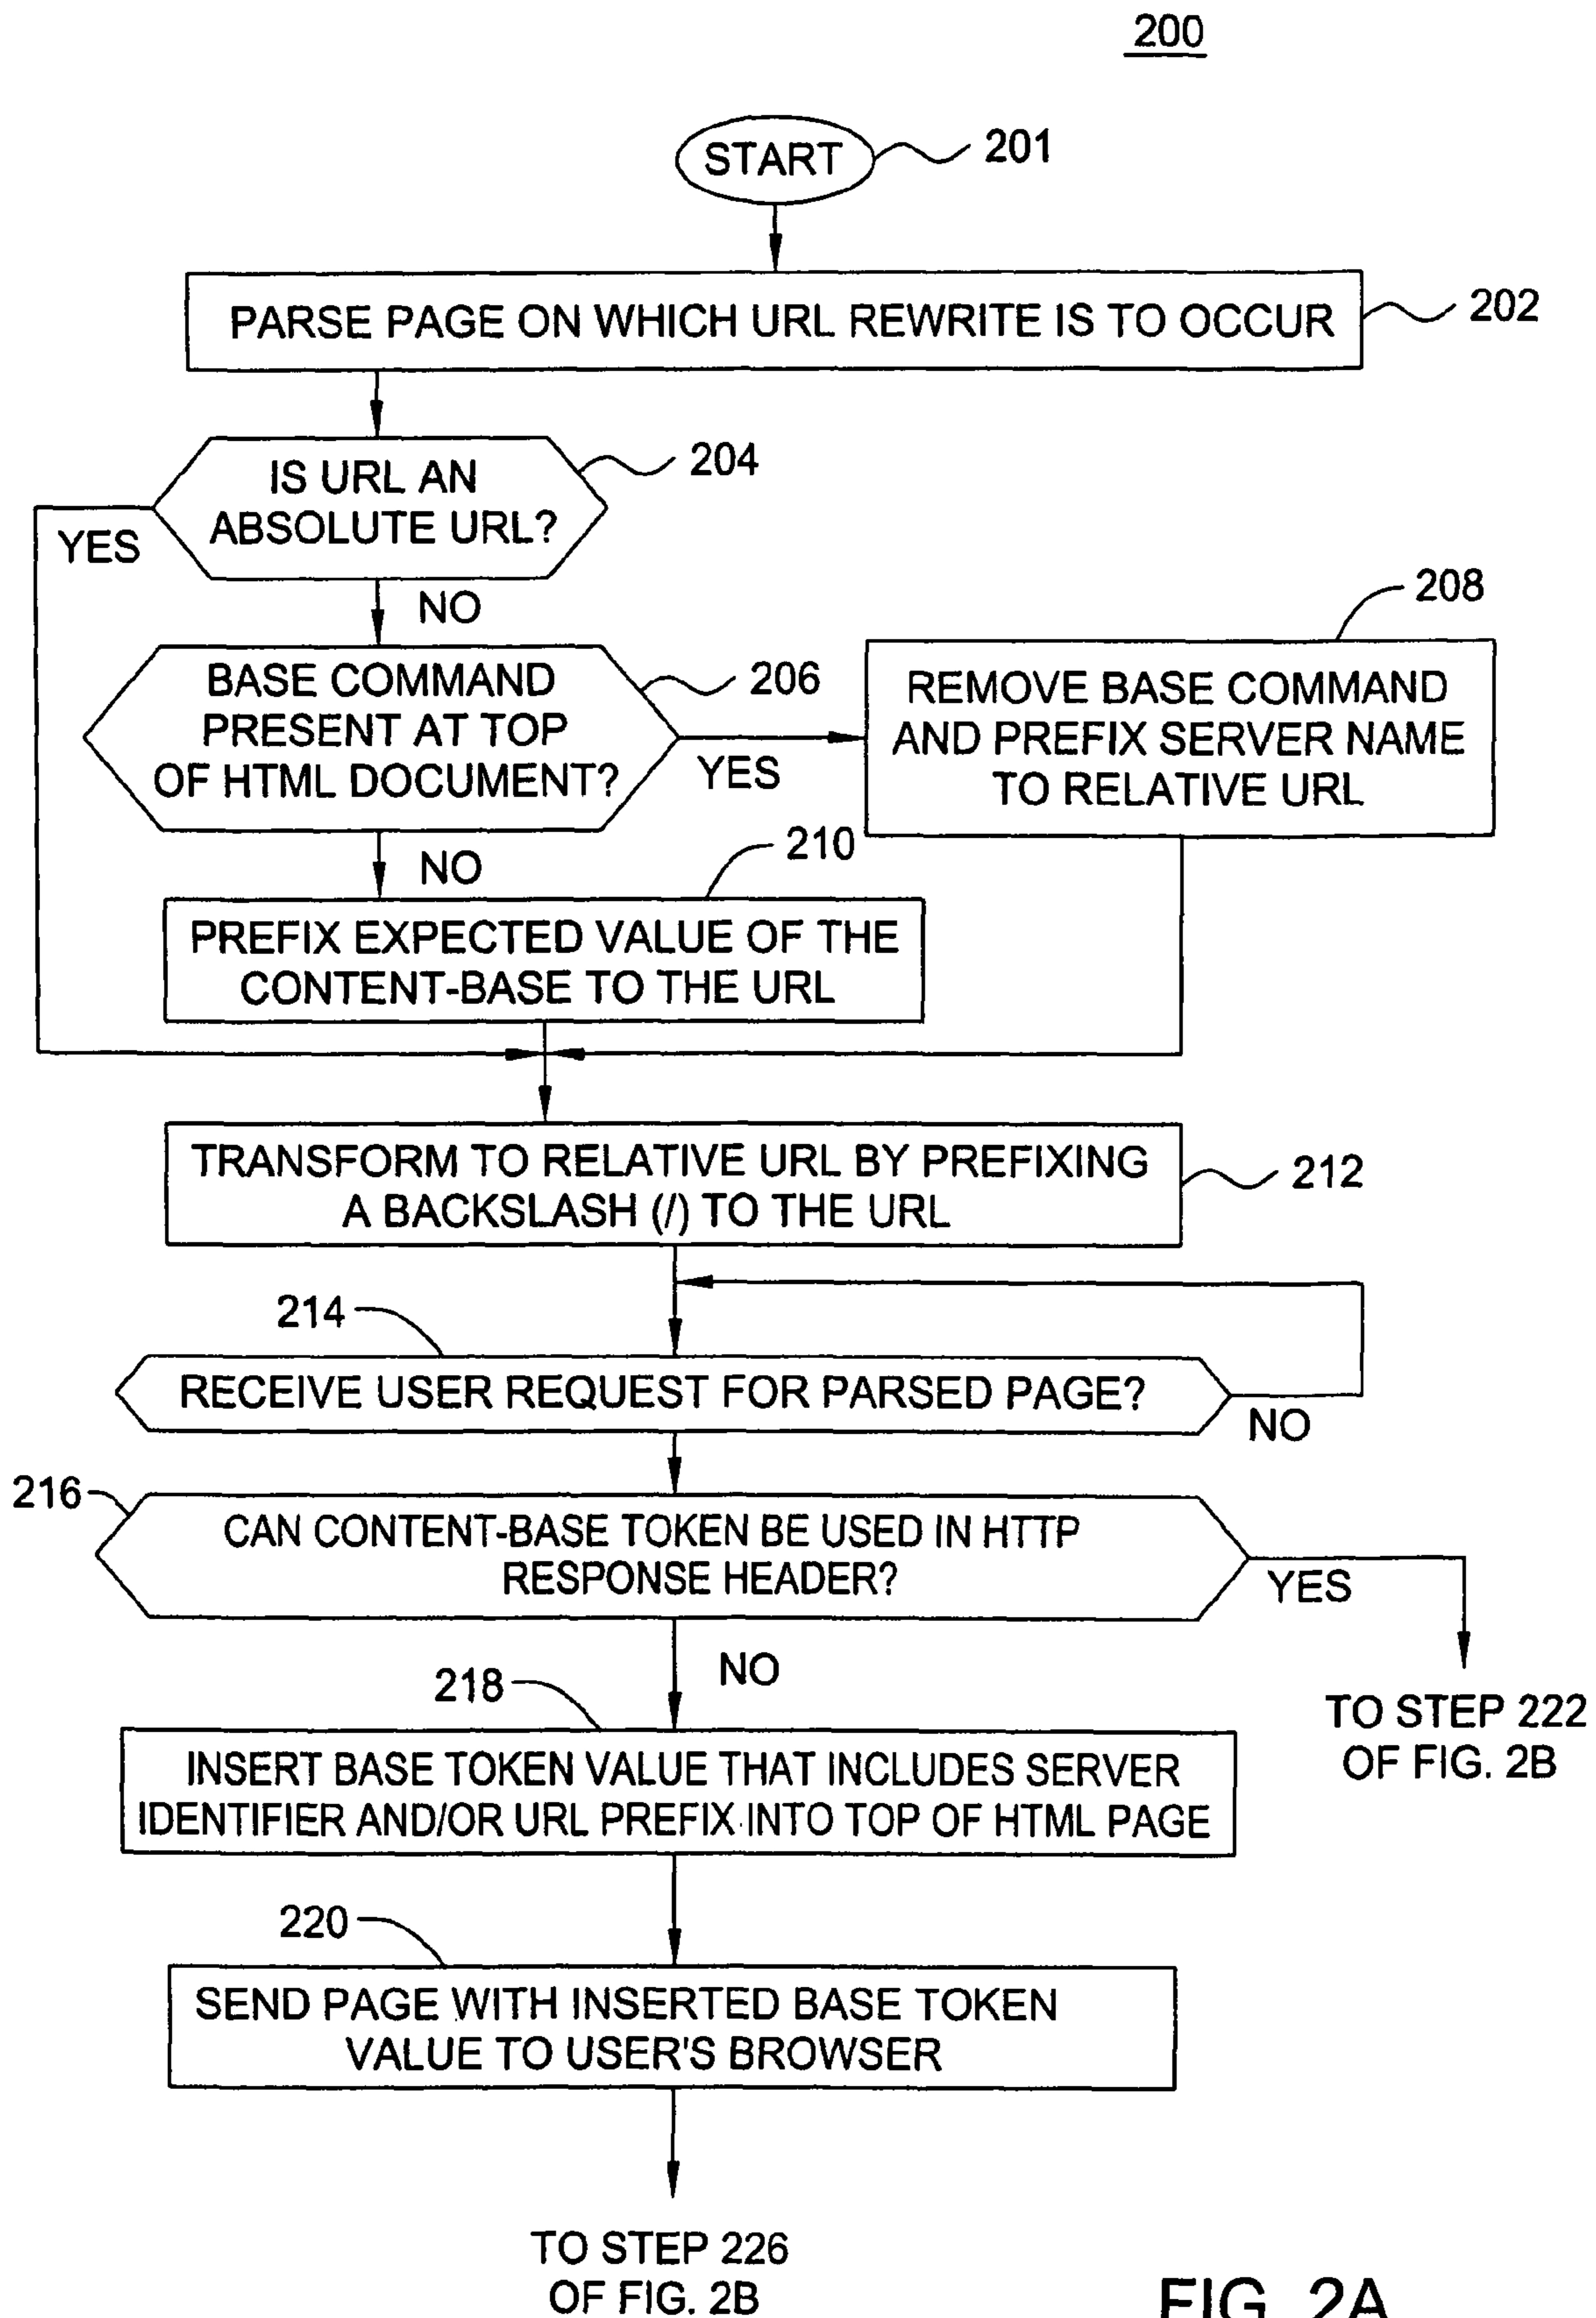 200
START
201
PARSE PAGE ON WHICH URL REWRITE IS TO OCCUR
202
IS URL AN
ABSOLUTE URL?
204
YES
NO
BASE COMMAND
PRESENT AT TOP
OF HTML DOCUMENT?
206
YES
208
REMOVE BASE COMMAND
AND PREFIX SERVER NAME
TO RELATIVE URL
NO
210
PREFIX EXPECTED VALUE OF THE
CONTENT-BASE TO THE URL
TRANSFORM TO RELATIVE URL BY PREFIXING
A BACKSLASH (/) TO THE URL
212
214
RECEIVE USER REQUEST FOR PARSED PAGE?
NO
216
CAN CONTENT-BASE TOKEN BE USED IN HTTP
RESPONSE HEADER?
YES
NO
TO STEP 222
OF FIG. 2B
218
INSERT BASE TOKEN VALUE THAT INCLUDES SERVER
IDENTIFIER AND/OR URL PREFIX INTO TOP OF HTML PAGE
220
SEND PAGE WITH INSERTED BASE TOKEN
VALUE TO USER'S BROWSER
TO STEP 226
OF FIG. 2B
FIG. 2A